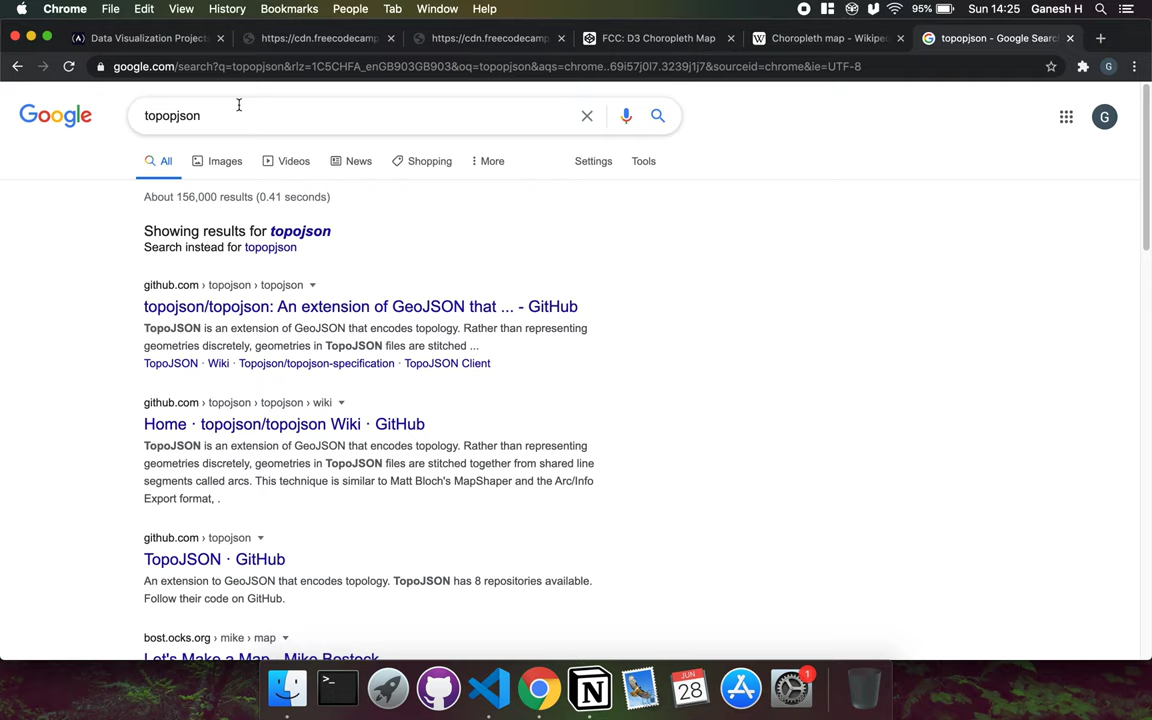 Chrome File Edit View History Bookmarks People Tab Window Help 95% Sun 14:25 Ganesh H
(A) Data Visualization Project https://cdn.freecodecamp https://cdn.freecodecamp FCC: D3 Choropleth Map W Choropleth map - Wikipe topopjson - Google Searc
google.com/search?q=topopjson&rlz=1C5CHFA_enGB903GB903&oq=topopjson&aqs=chrome..69i57j0l7.3239j1j7&sourceid=chrome&ie=UTF-8 G
Google topopjson G
All Images Videos News Shopping More Settings Tools
About 156,000 results (0.41 seconds)
Showing results for topojson
Search instead for topopjson
github.com › topojson › topojson
topojson/topojson: An extension of GeoJSON that ... - GitHub
TopoJSON is an extension of GeoJSON that encodes topology. Rather than representing
geometries discretely, geometries in TopoJSON files are stitched ...
TopoJSON · Wiki · Topojson/topojson-specification · TopoJSON Client
github.com › topojson › topojson › wiki
Home · topojson/topojson Wiki · GitHub
TopoJSON is an extension of GeoJSON that encodes topology. Rather than representing
geometries discretely, geometries in TopoJSON files are stitched together from shared line
segments called arcs. This technique is similar to Matt Bloch's MapShaper and the Arc/Info
Export format, .
github.com › topojson
TopoJSON · GitHub
An extension to GeoJSON that encodes topology. TopoJSON has 8 repositories available.
Follow their code on GitHub.
bost.ocks.org › mike › map
Let's Make a Map - Mike Bostock
>_ N JUN 28 1